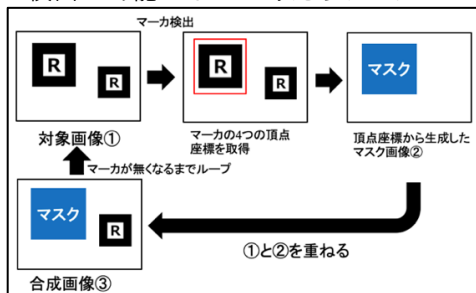 マーカ検出
R
R
R
R
マスク
対象画像①
マーカの4つの頂点
座標を取得
頂点座標から生成した
マスク画像②
マーカが無くなるまでループ
マスク
R
①と②を重ねる
合成画像③